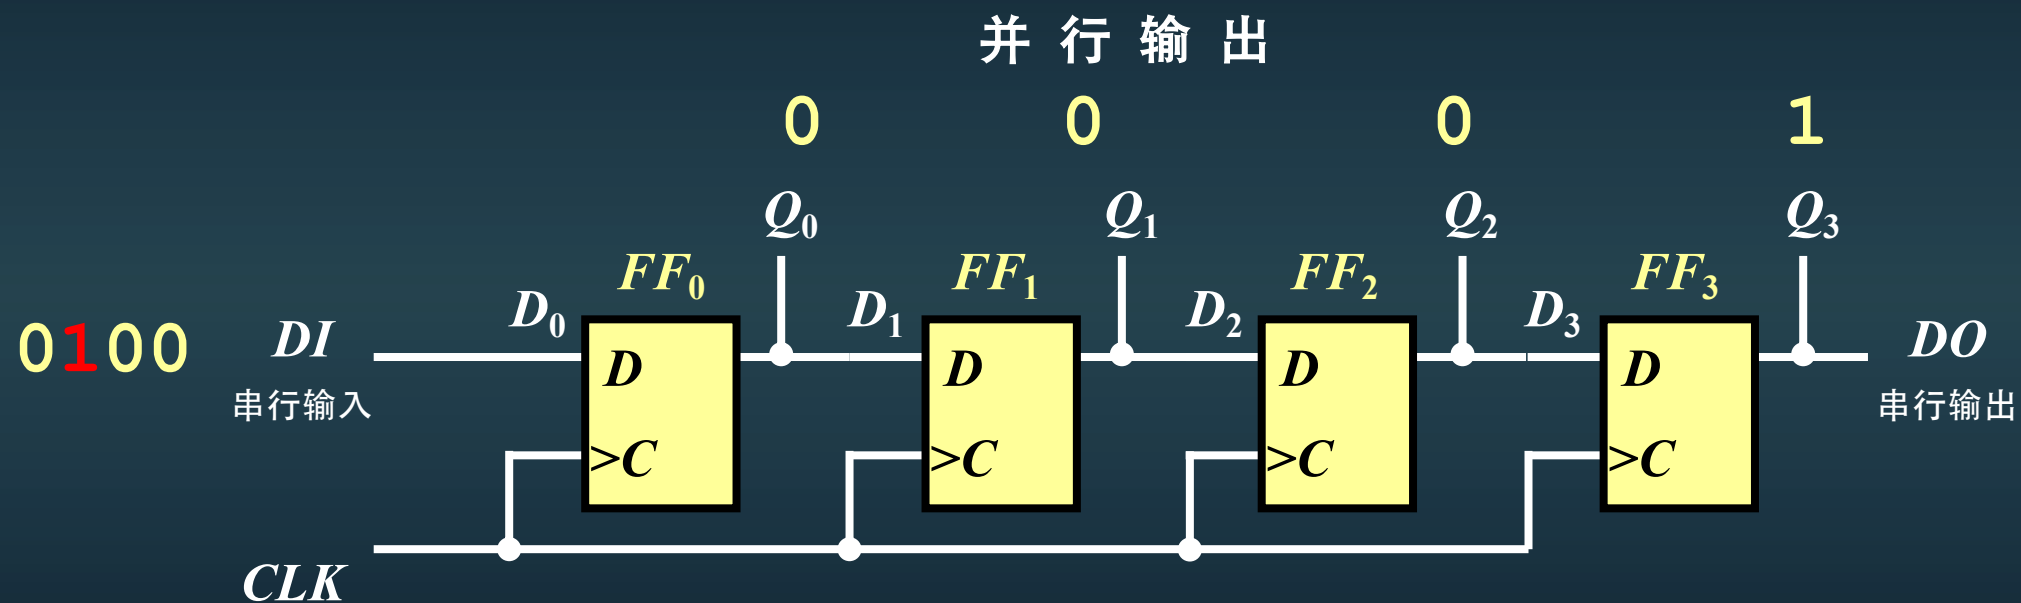 并 行 输 出
0 0 0 1
Q0 Q1 Q2 Q3
FF0 FF1 FF2 FF3
D0 D1 D2 D3
0100 DI DO
D D D D
串行输入 串行输出
>C >C >C >C
CLK